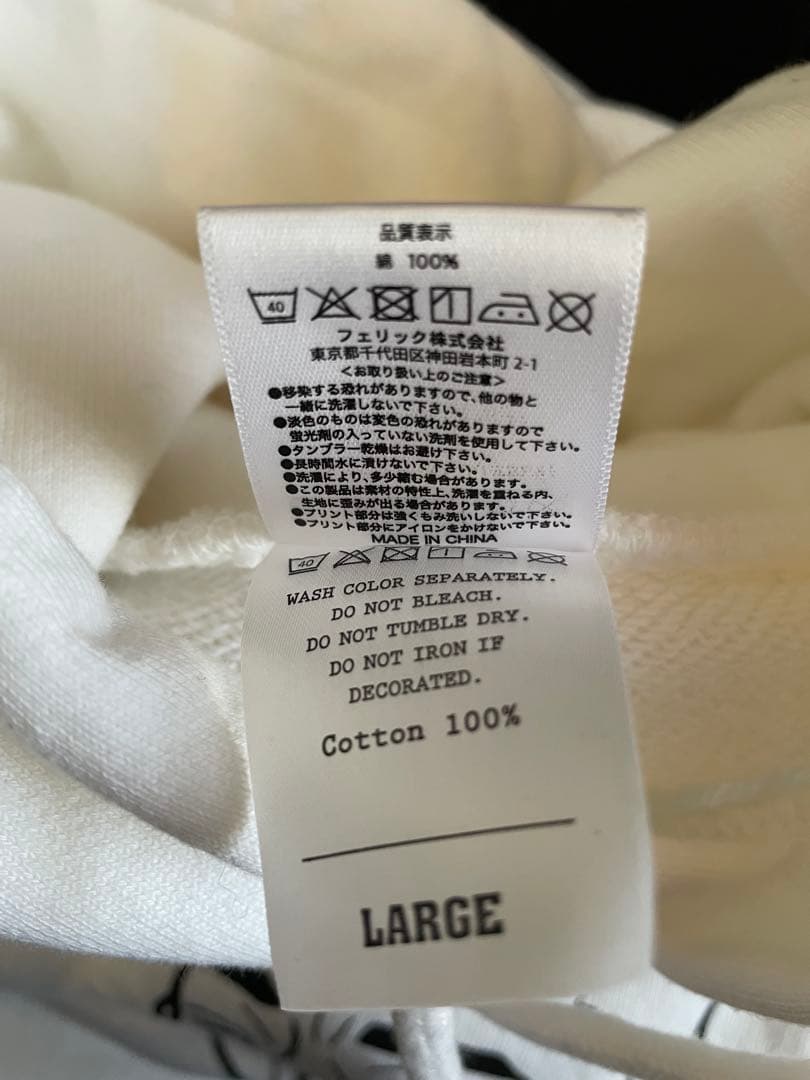 品質表示
綿 100%
40
フェリック株式会社
東京都千代田区神田岩本町 2-1
<お取り扱い上のご注意>
●移染する恐れがありますので、他の物と
一緒に洗濯しないで下さい。
●淡色のものは変色の恐れがありますので
蛍光剤の入っていない洗剤を使用して下さい。
●タンブラー乾燥はお避け下さい。
●長時間水に漬けないで下さい。
●洗濯により、多少縮む場合があります。
●この製品は素材の特性上、洗濯を重ねる内、
生地に歪みが出る場合があります。
●プリント部分は強くもみ洗いしないで下さい。
●プリント部分にアイロンをかけないで下さい。
MADE IN CHINA
40
WASH COLOR SEPARATELY.
DO NOT BLEACH.
DO NOT TUMBLE DRY.
DO NOT IRON IF
DECORATED.
Cotton 100%
LARGE